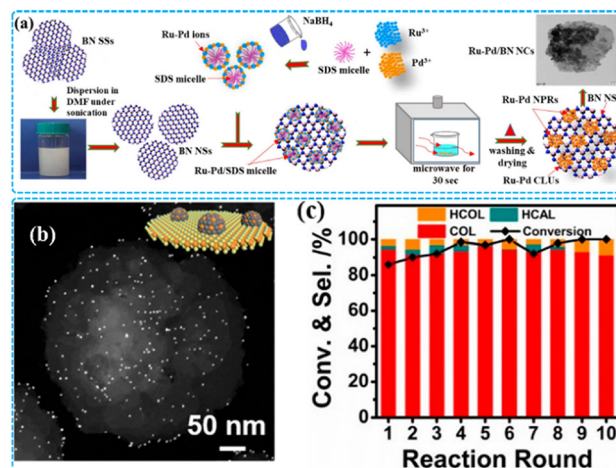 (a)
BN SSs
Dispersion in
DMF under
sonication
BN NSs
Ru-Pd ions
NaBH4
SDS micelle
Ru3+
Pd3+
Ru-Pd/SDS micelle
microwave for
30 sec
washing &
drying
Ru-Pd/BN NCs
Ru-Pd NPRs
BN NS
Ru-Pd CLUs
(b)
50 nm
(c)
HCOL
HCAL
COL
Conversion
Conv. & Sel. /%
100
80
60
40
20
0
1 2 3 4 5 6 7 8 9 10
Reaction Round